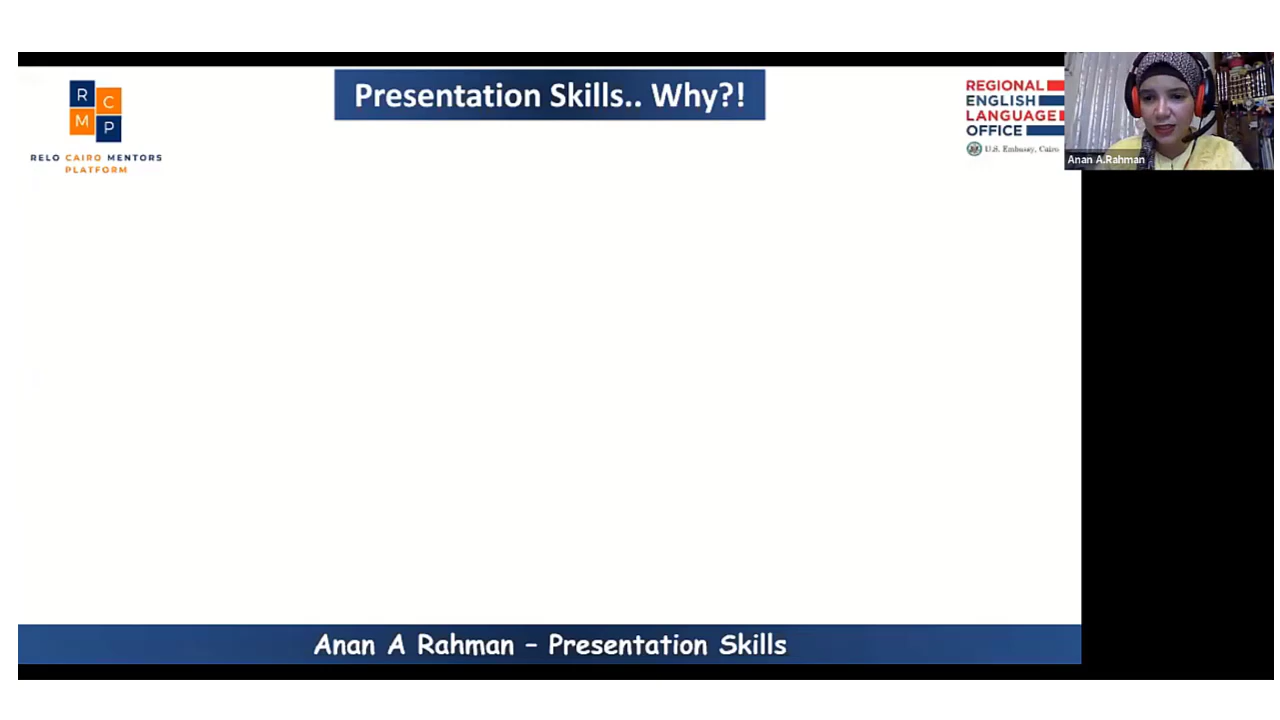 Presentation Skills.. Why?!
R
C
M
P
RELO CAIRO MENTORS
PLATFORM
REGIONAL
ENGLISH
LANGUAGE
OFFICE
U.S. Embassy, Cairo
Anan A.Rahman
Anan A Rahman – Presentation Skills